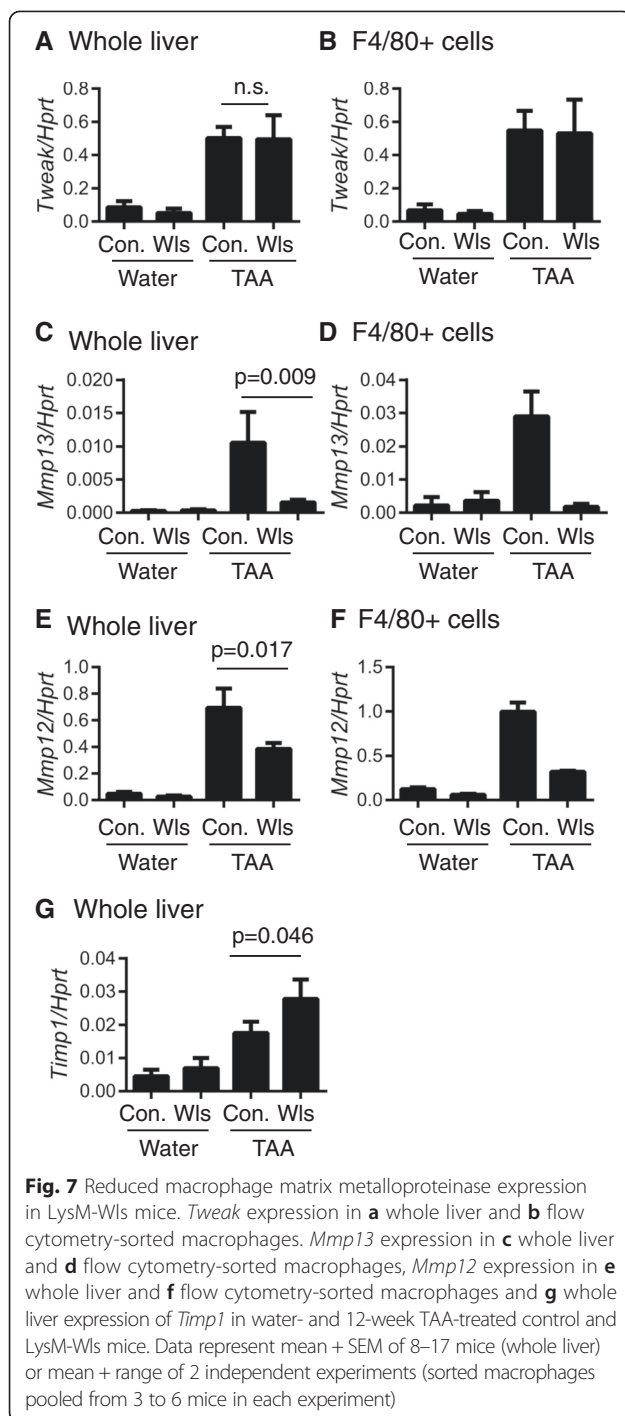 A Whole liver
B F4/80+ cells
n.s.
Tweak/Hprt
0.8
0.6
0.4
0.2
0.0
Con. Wls Con. Wls
Water TAA
Tweak/Hprt
0.8
0.6
0.4
0.2
0.0
Con. Wls Con. Wls
Water TAA
C Whole liver
D F4/80+ cells
p=0.009
Mmp13/Hprt
0.020
0.015
0.010
0.005
0.000
Con. Wls Con. Wls
Water TAA
Mmp13/Hprt
0.04
0.03
0.02
0.01
0.00
Con. Wls Con. Wls
Water TAA
E Whole liver
F F4/80+ cells
p=0.017
Mmp12/Hprt
1.0
0.8
0.6
0.4
0.2
0.0
Con. Wls Con. Wls
Water TAA
Mmp12/Hprt
1.5
1.0
0.5
0.0
Con. Wls Con. Wls
Water TAA
G Whole liver
p=0.046
Timp1/Hprt
0.04
0.03
0.02
0.01
0.00
Con. Wls Con. Wls
Water TAA
Fig. 7 Reduced macrophage matrix metalloproteinase expression
in LysM-Wls mice. Tweak expression in a whole liver and b flow
cytometry-sorted macrophages. Mmp13 expression in c whole liver
and d flow cytometry-sorted macrophages, Mmp12 expression in e
whole liver and f flow cytometry-sorted macrophages and g whole
liver expression of Timp1 in water- and 12-week TAA-treated control and
LysM-Wls mice. Data represent mean + SEM of 8–17 mice (whole liver)
or mean + range of 2 independent experiments (sorted macrophages
pooled from 3 to 6 mice in each experiment)